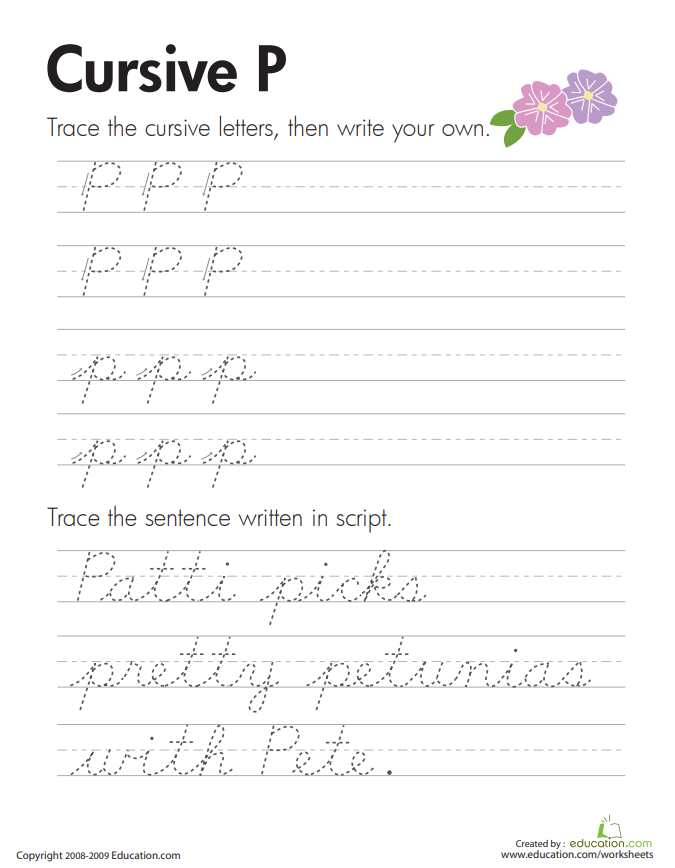 Cursive P
Trace the cursive letters, then write your own.
P P P
P P P
p p p
p p p
Trace the sentence written in script.
Patti picks
pretty petunias
with Pete.
Created by : education.com
Copyright 2008-2009 Education.com
www.education.com/worksheets